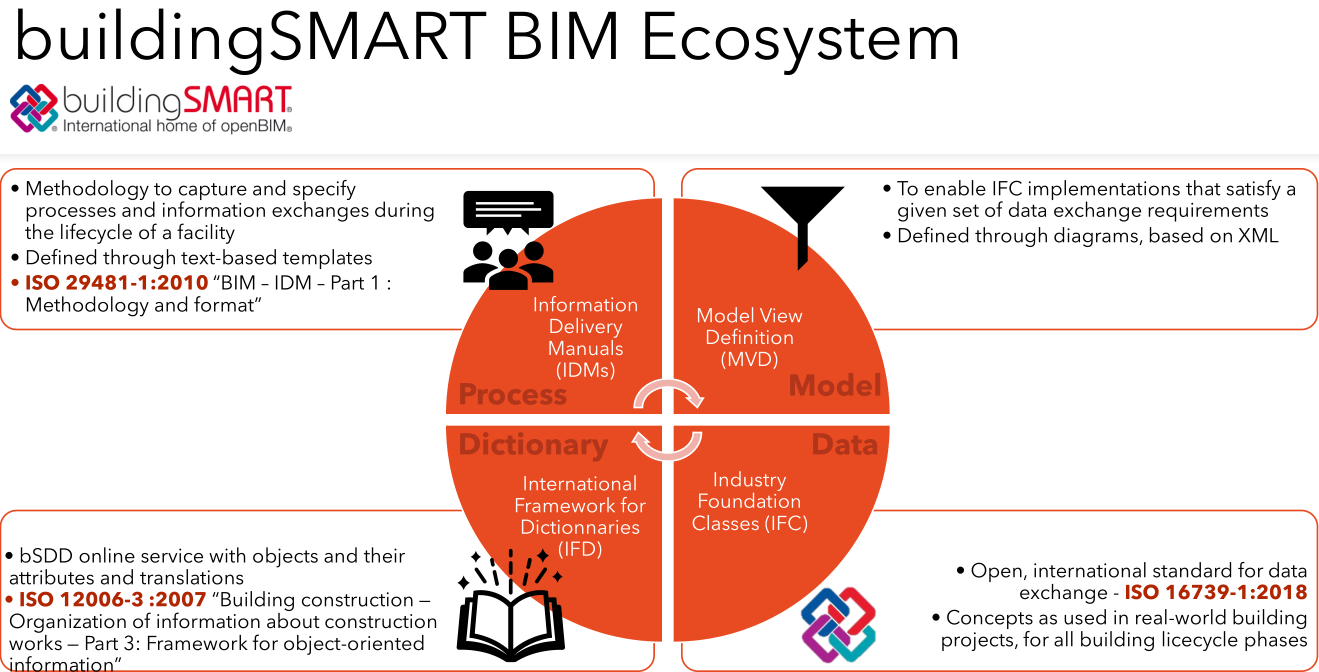 buildingSMART BIM Ecosystem
buildingSMART®
® International home of openBIM®
• Methodology to capture and specify
processes and information exchanges during
the lifecycle of a facility
• Defined through text-based templates
• ISO 29481-1:2010 “BIM – IDM – Part 1 :
Methodology and format“
• To enable IFC implementations that satisfy a
given set of data exchange requirements
• Defined through diagrams, based on XML
Information
Delivery
Manuals
(IDMs)
Process
Model View
Definition
(MVD)
Model
Dictionary
International
Framework for
Dictionnaries
(IFD)
Data
Industry
Foundation
Classes (IFC)
• bSDD online service with objects and their
attributes and translations
• ISO 12006-3 :2007 “Building construction —
Organization of information about construction
works — Part 3: Framework for object-oriented
information”
• Open, international standard for data
exchange - ISO 16739-1:2018
• Concepts as used in real-world building
projects, for all building licecycle phases